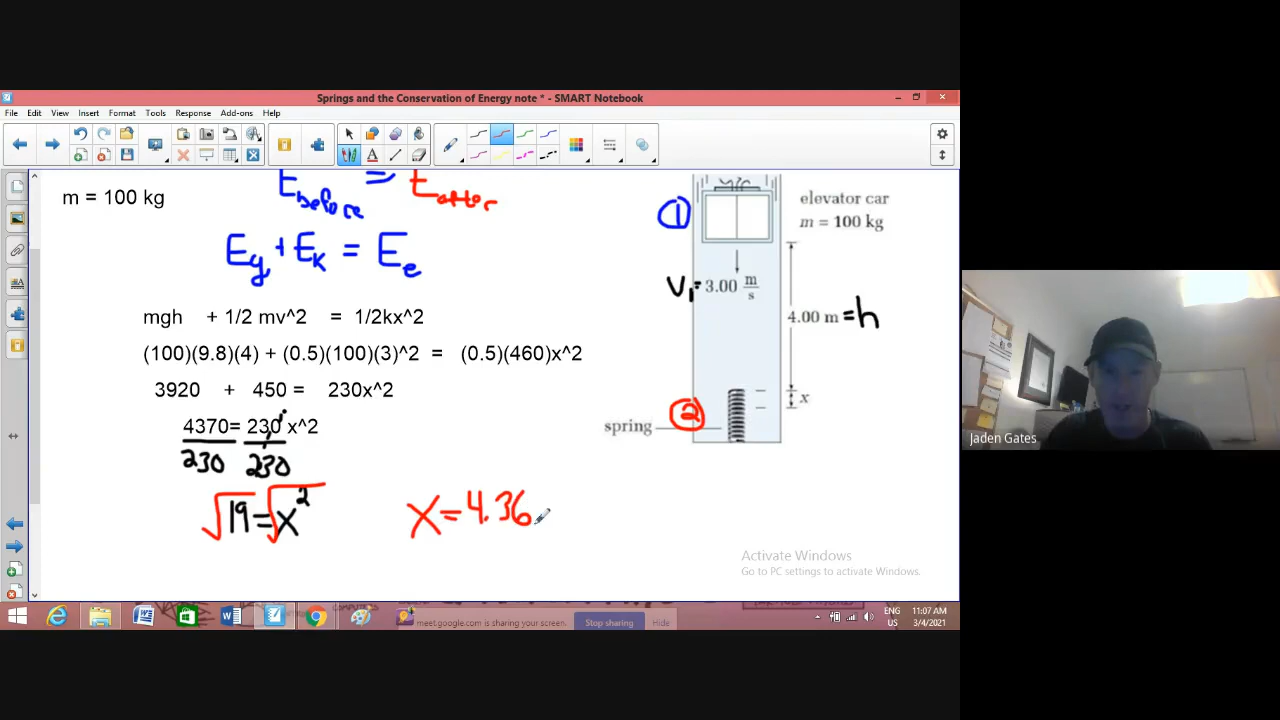 Springs and the Conservation of Energy note * - SMART Notebook
File Edit View Insert Format Tools Response Add-ons Help
m = 100 kg
E before = E after
Eg + EK = Ee
mgh + 1/2 mv^2 = 1/2kx^2
(100)(9.8)(4) + (0.5)(100)(3)^2 = (0.5)(460)x^2
3920 + 450 = 230x^2
4370= 230 x^2
230 230
√19 = √x²
X = 4.36
1
elevator car
m = 100 kg
V1 = 3.00 m/s
4.00 m = h
x
2
spring
Activate Windows
Go to PC settings to activate Windows.
Jaden Gates
meet.google.com is sharing your screen. Stop sharing Hide
ENG
US
11:07 AM
3/4/2021